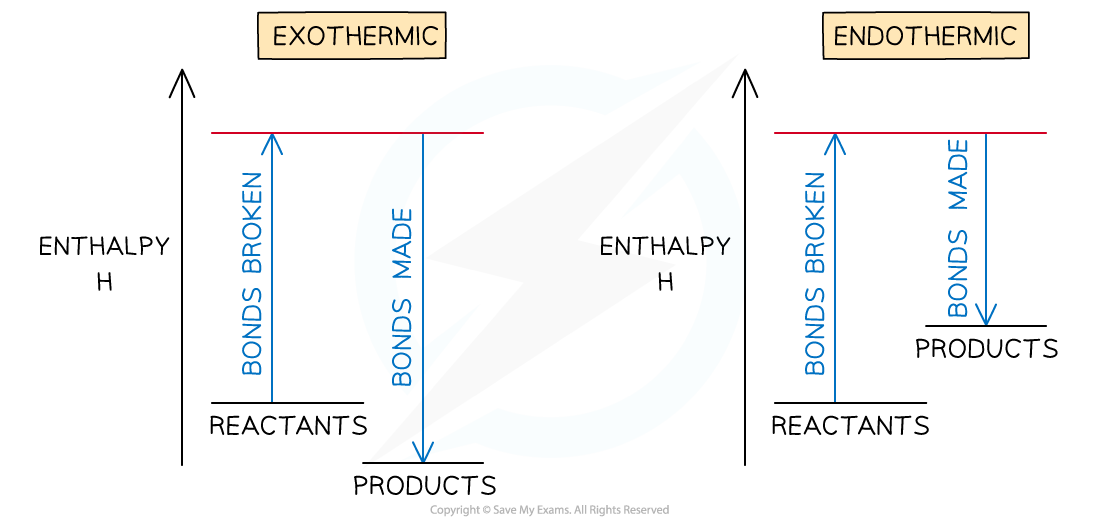 EXOTHERMIC
ENTHALPY
H
BONDS BROKEN
BONDS MADE
REACTANTS
PRODUCTS
ENDOTHERMIC
ENTHALPY
H
BONDS BROKEN
BONDS MADE
PRODUCTS
REACTANTS
Copyright © Save My Exams. All Rights Reserved